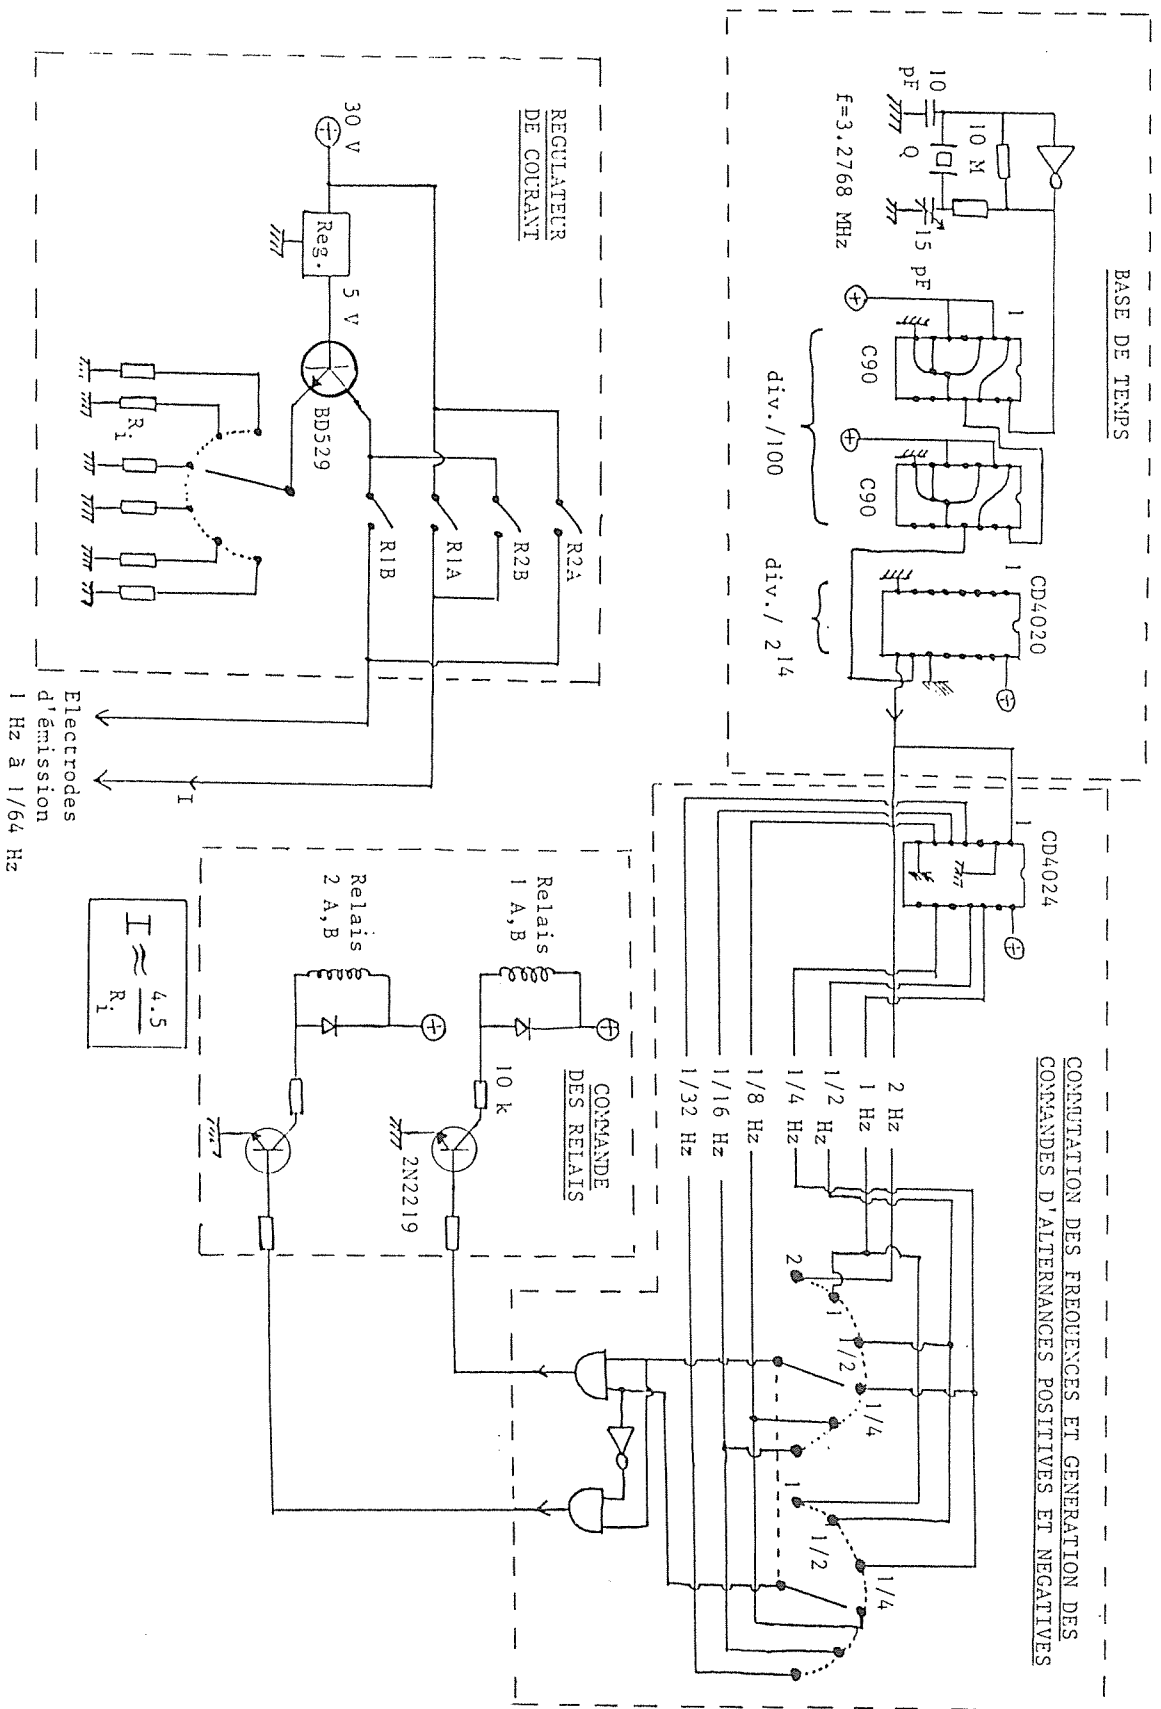 BASE DE TEMPS
10
pF
10 M
Q
15 pF
f=3.2768 MHz
1
C90
C90
div./100
1
CD4020
div./ 2^14
REGULATEUR
DE COURANT
30 V
Reg.
5 V
BD529
R_i
R1B
R1A
R2B
R2A
Electrodes
d'émission
1 Hz à 1/64 Hz
I
COMMUTATION DES FREQUENCES ET GENERATION DES
COMMANDES D'ALTERNANCES POSITIVES ET NEGATIVES
1
CD4024
2 Hz
1 Hz
1/2 Hz
1/4 Hz
1/8 Hz
1/16 Hz
1/32 Hz
2
1
1/2
1/4
1
1/2
1/4
COMMANDE
DES RELAIS
Relais
1 A,B
10 k
2N2219
Relais
2 A,B
I ≈ 4.5
R_i